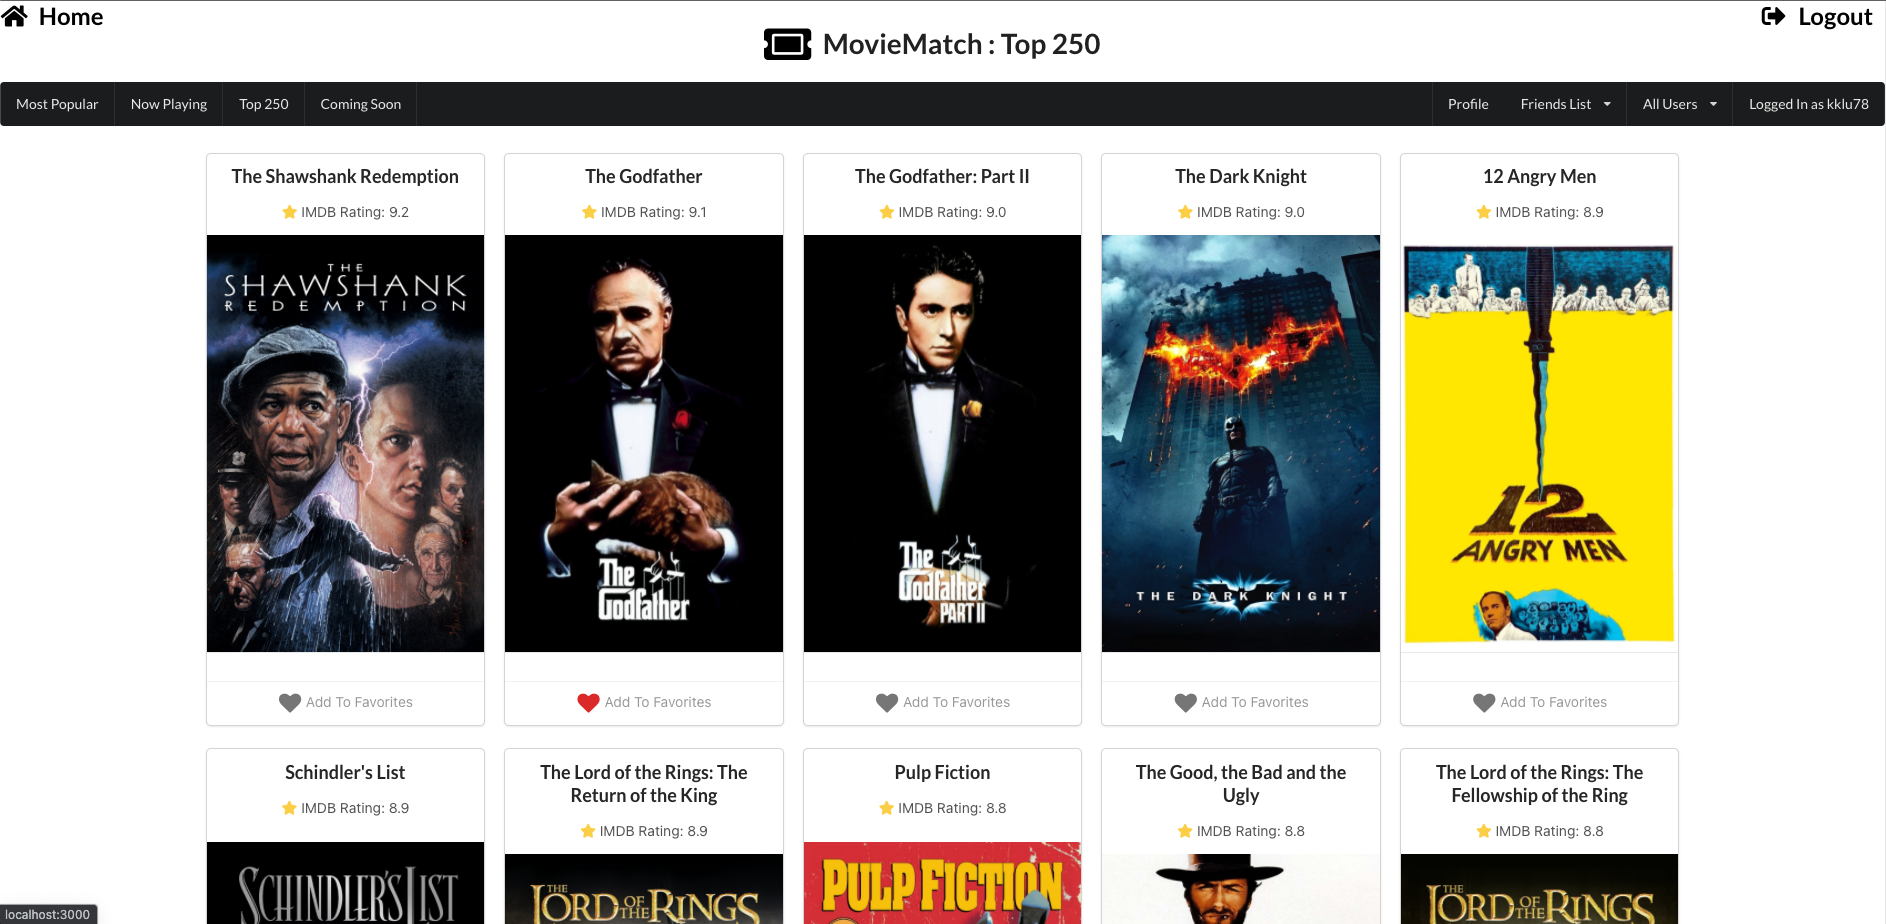 Home
Logout
MovieMatch : Top 250
Most Popular
Now Playing
Top 250
Coming Soon
Profile
Friends List
All Users
Logged In as kklu78
The Shawshank Redemption
IMDB Rating: 9.2
THE
SHAWSHANK
REDEMPTION
Add To Favorites
The Godfather
IMDB Rating: 9.1
The
Godfather
Add To Favorites
The Godfather: Part II
IMDB Rating: 9.0
The
Godfather
PART II
Add To Favorites
The Dark Knight
IMDB Rating: 9.0
THE DARK KNIGHT
Add To Favorites
12 Angry Men
IMDB Rating: 8.9
12
ANGRY MEN
Add To Favorites
Schindler's List
IMDB Rating: 8.9
SCHINDLER'S LIST
The Lord of the Rings: The
Return of the King
IMDB Rating: 8.9
THE
LORD OF THE RINGS
Pulp Fiction
IMDB Rating: 8.8
PULP FICTION
The Good, the Bad and the
Ugly
IMDB Rating: 8.8
The Lord of the Rings: The
Fellowship of the Ring
IMDB Rating: 8.8
THE
LORD OF THE RINGS
localhost:3000